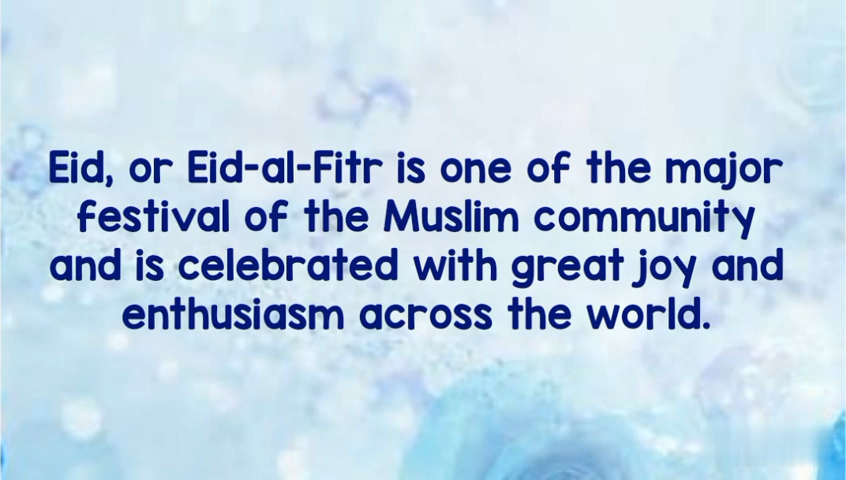 Eid, or Eid-al-Fitr is one of the major
festival of the Muslim community
and is celebrated with great joy and
enthusiasm across the world.